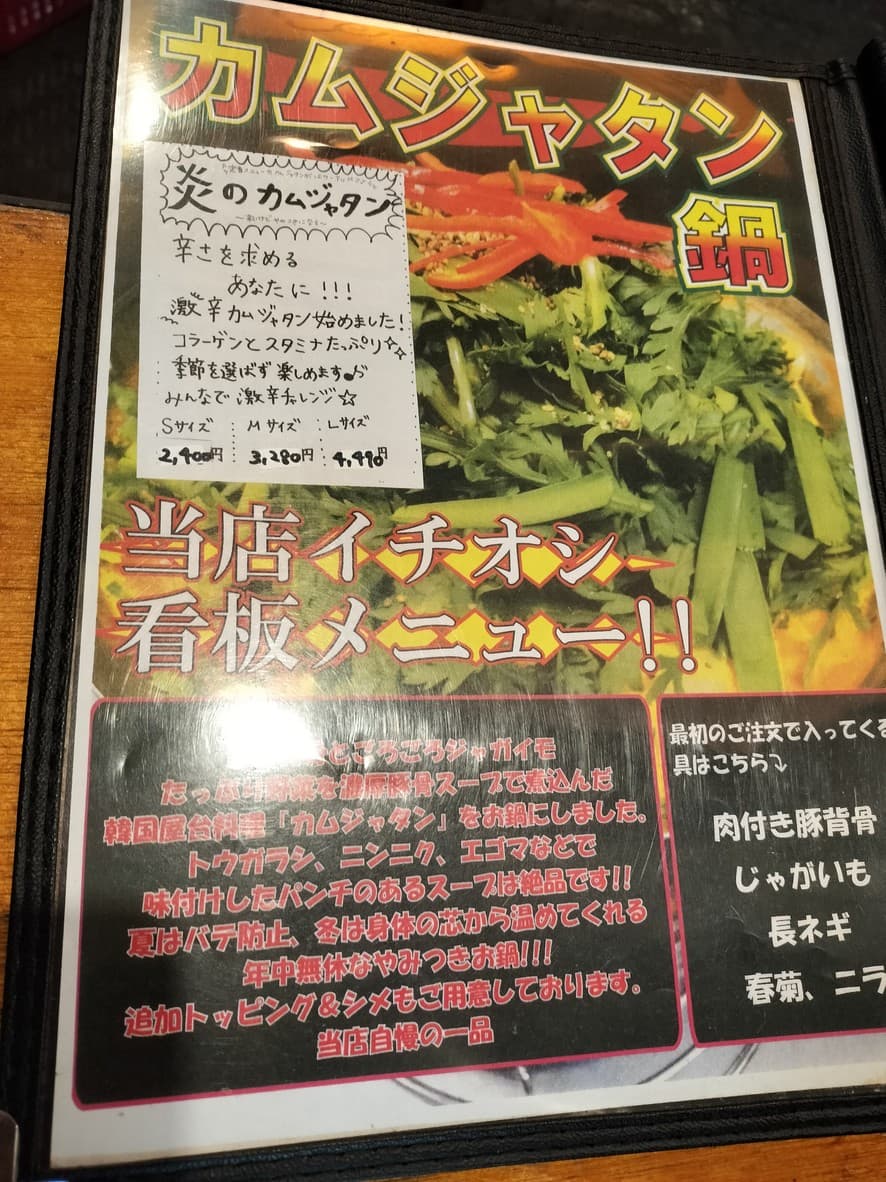 カムジャタン
鍋
炎のカムジャタン
辛さを求める
あなたに!!!
激辛カムジャタン始めました!
コラーゲンとスタミナたっぷり☆☆
季節を選ばず楽しめます♪
みんなで激辛チャレンジ☆
Sサイズ : Mサイズ : Lサイズ
2,400円 : 3,280円 : 4,490円
当店イチオシ
看板メニュー!!
とごろごろジャガイモ
たっぷり野菜を濃厚豚骨スープで煮込んだ
韓国屋台料理「カムジャタン」をお鍋にしました。
トウガラシ、ニンニク、エゴマなどで
味付けしたパンチのあるスープは絶品です!!
夏はバテ防止、冬は身体の芯から温めてくれる
年中無休なやみつきお鍋!!!
追加トッピング&シメもご用意しております。
当店自慢の一品
最初のご注文で入ってくる
具はこちら⤵
肉付き豚背骨
じゃがいも
長ネギ
春菊、ニラ